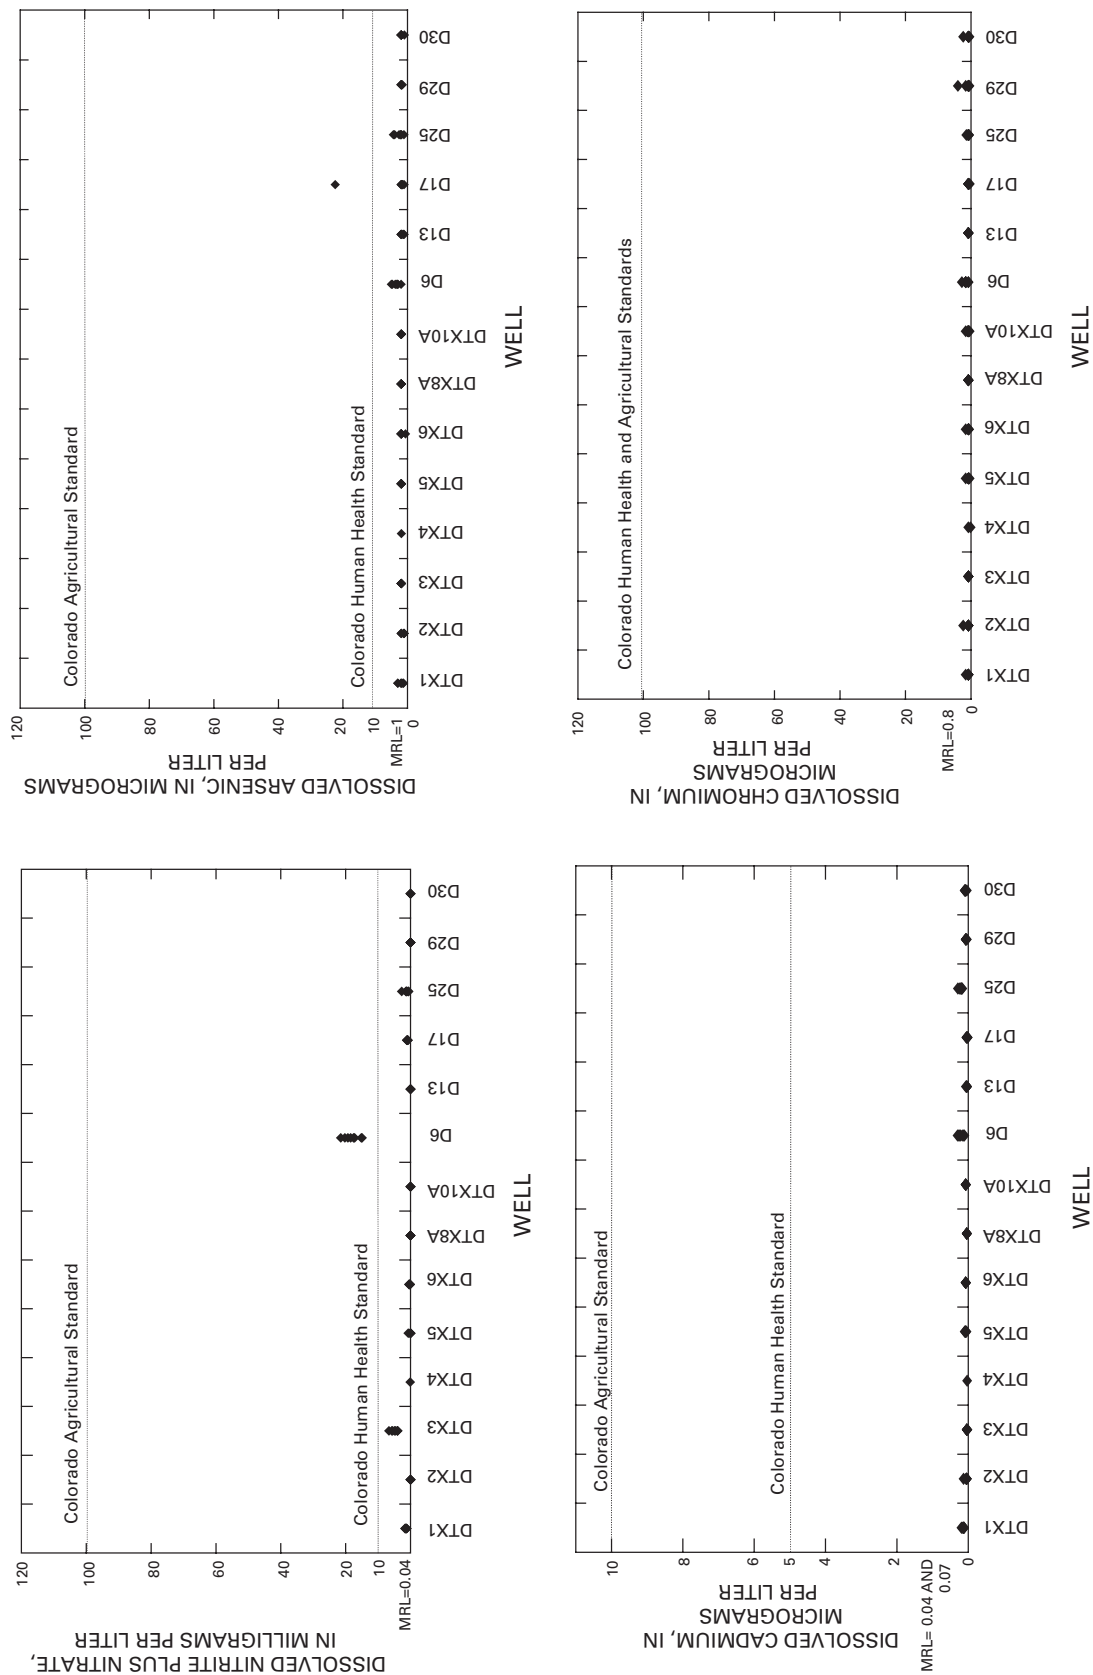 DISSOLVED NITRITE PLUS NITRATE,
IN MILLIGRAMS PER LITER
120
100
80
60
40
20
10
MRL=0.04
Colorado Agricultural Standard
Colorado Human Health Standard
DTX1
DTX2
DTX3
DTX4
DTX5
DTX6
DTX8A
DTX10A
D6
D13
D17
D25
D29
D30
WELL
DISSOLVED ARSENIC, IN MICROGRAMS
PER LITER
120
100
80
60
40
20
10
MRL=1
0
Colorado Agricultural Standard
Colorado Human Health Standard
DTX1
DTX2
DTX3
DTX4
DTX5
DTX6
DTX8A
DTX10A
D6
D13
D17
D25
D29
D30
WELL
DISSOLVED CADMIUM, IN
MICROGRAMS
PER LITER
10
8
6
5
4
2
MRL= 0.04 AND
0.07
0
Colorado Agricultural Standard
Colorado Human Health Standard
DTX1
DTX2
DTX3
DTX4
DTX5
DTX6
DTX8A
DTX10A
D6
D13
D17
D25
D29
D30
WELL
DISSOLVED CHROMIUM, IN
MICROGRAMS
PER LITER
120
100
80
60
40
20
MRL=0.8
0
Colorado Human Health and Agricultural Standards
DTX1
DTX2
DTX3
DTX4
DTX5
DTX6
DTX8A
DTX10A
D6
D13
D17
D25
D29
D30
WELL